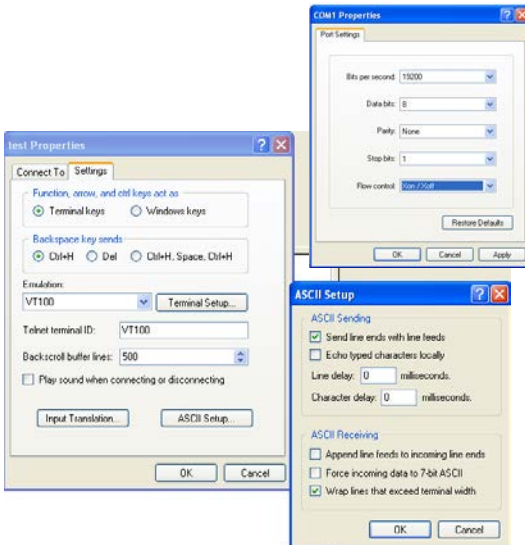 COM1 Properties
Port Settings
Bits per second: 19200
Data bits: 8
Parity: None
Stop bits: 1
Flow control: Xon / Xoff
Restore Defaults
OK Cancel Apply
test Properties
Connect To Settings
Function, arrow, and ctrl keys act as
Terminal keys Windows keys
Backspace key sends
Ctrl+H Del Ctrl+H, Space, Ctrl+H
Emulation:
VT100 Terminal Setup...
Telnet terminal ID: VT100
Backscroll buffer lines: 500
Play sound when connecting or disconnecting
Input Translation... ASCII Setup...
OK Cancel
ASCII Setup
ASCII Sending
Send line ends with line feeds
Echo typed characters locally
Line delay: 0 milliseconds.
Character delay: 0 milliseconds.
ASCII Receiving
Append line feeds to incoming line ends
Force incoming data to 7-bit ASCII
Wrap lines that exceed terminal width
OK Cancel